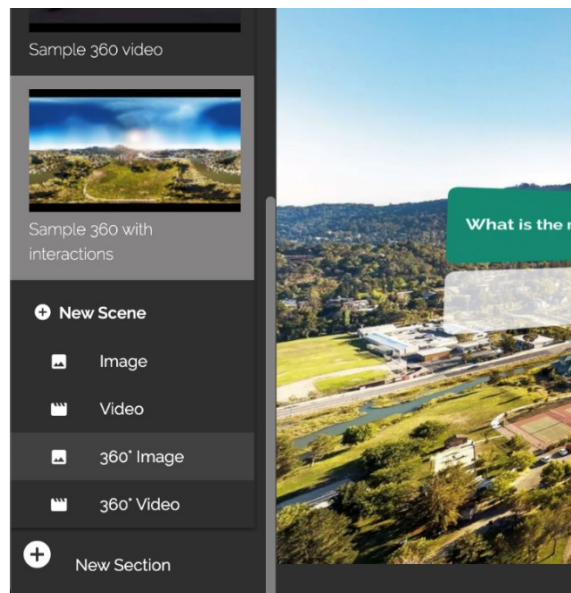 Sample 360 video
Sample 360 with
interactions
New Scene
Image
Video
360° Image
360° Video
New Section
What is the